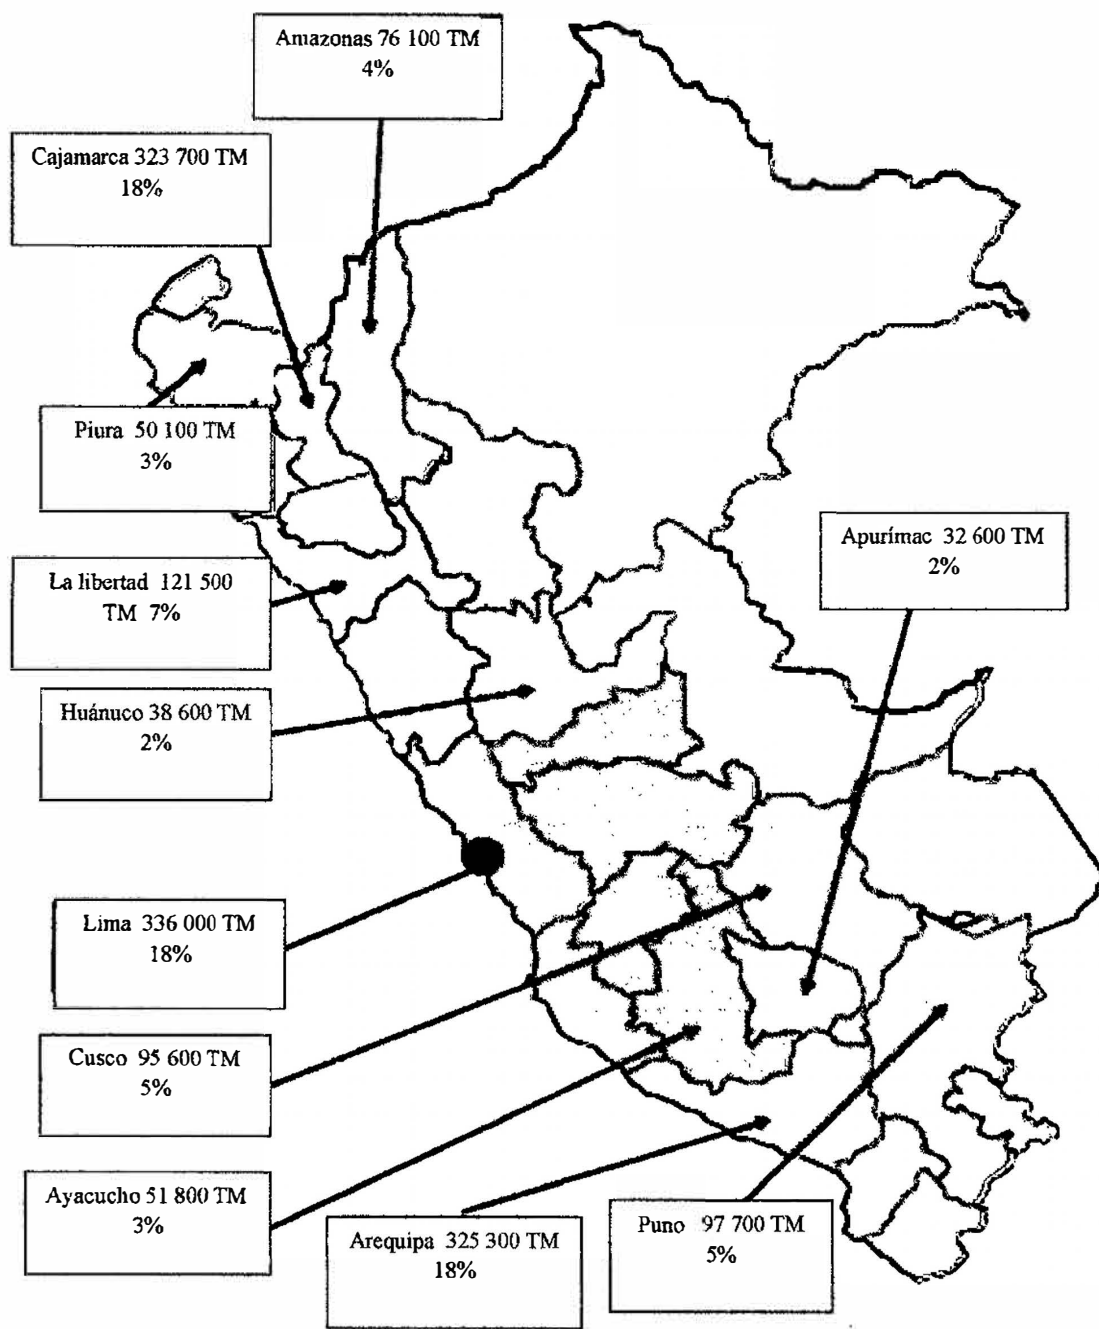 Amazonas 76 100 TM
4%
Cajamarca 323 700 TM
18%
Piura 50 100 TM
3%
Apurímac 32 600 TM
2%
La libertad 121 500
TM 7%
Huánuco 38 600 TM
2%
Lima 336 000 TM
18%
Cusco 95 600 TM
5%
Ayacucho 51 800 TM
3%
Arequipa 325 300 TM
18%
Puno 97 700 TM
5%